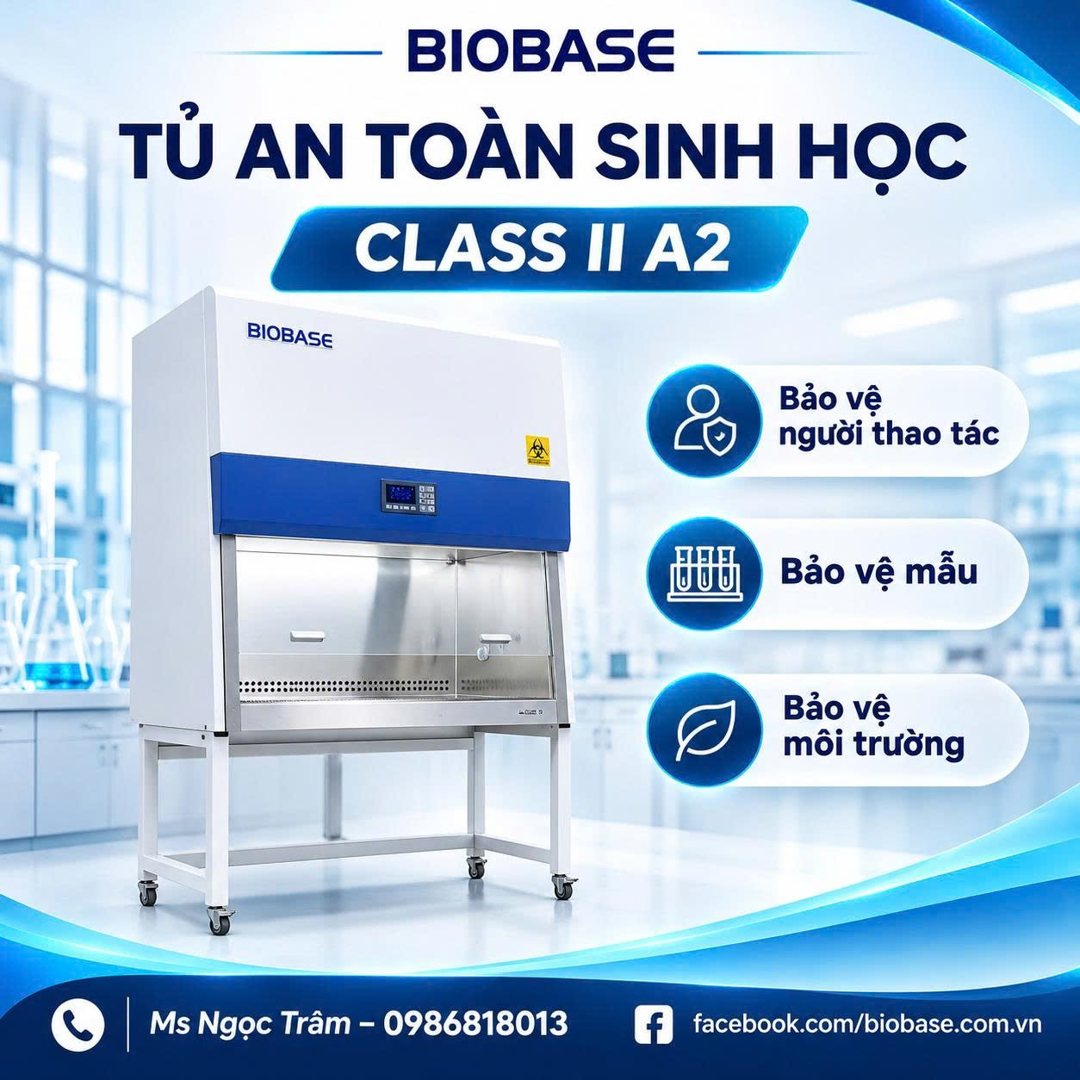 BIOBASE
TỦ AN TOÀN SINH HỌC
CLASS II A2
BIOBASE
Bảo vệ
người thao tác
Bảo vệ mẫu
Bảo vệ
môi trường
Ms Ngọc Trâm – 0986818013
facebook.com/biobase.com.vn